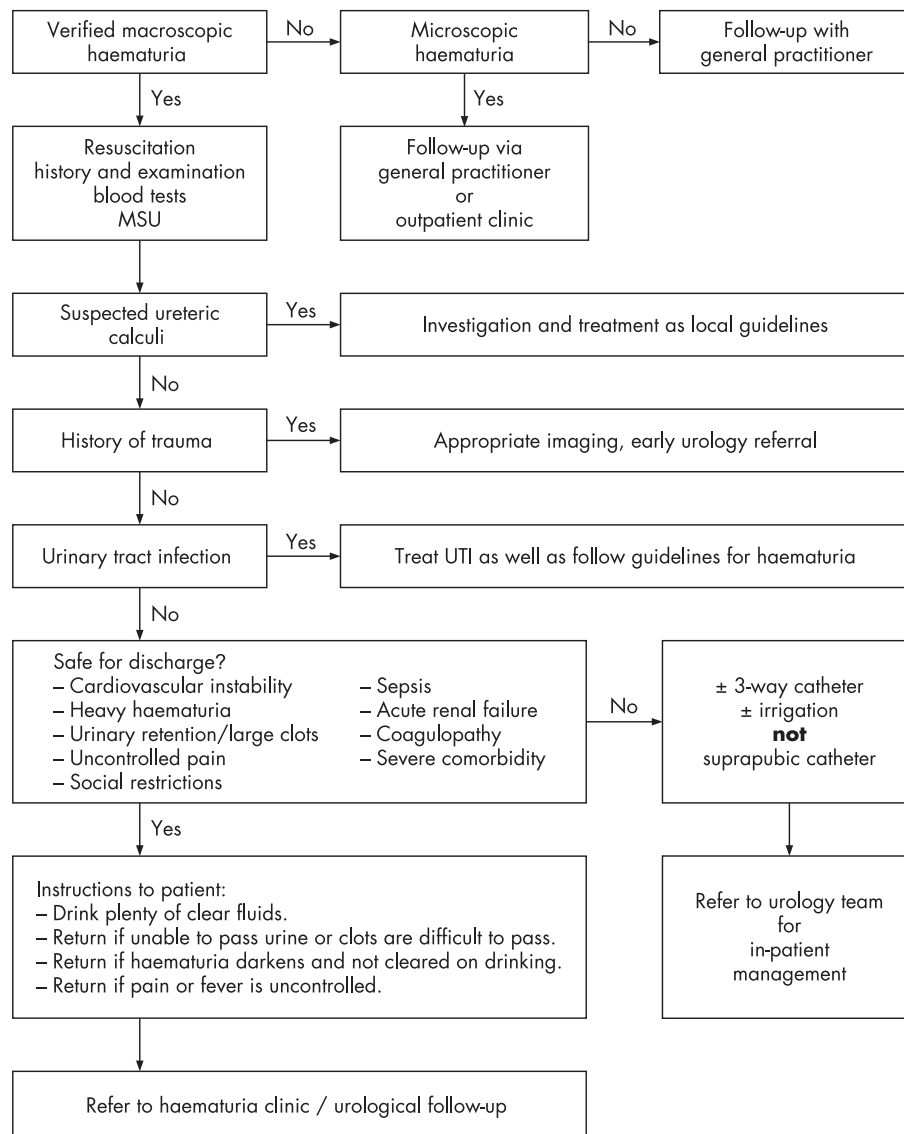 Verified macroscopic
haematuria
No
Microscopic
haematuria
No
Follow-up with
general practitioner
Yes
Yes
Resuscitation
history and examination
blood tests
MSU
Follow-up via
general practitioner
or
outpatient clinic
Suspected ureteric
calculi
Yes
Investigation and treatment as local guidelines
No
History of trauma
Yes
Appropriate imaging, early urology referral
No
Urinary tract infection
Yes
Treat UTI as well as follow guidelines for haematuria
No
Safe for discharge?
– Cardiovascular instability
– Heavy haematuria
– Urinary retention/large clots
– Uncontrolled pain
– Social restrictions
– Sepsis
– Acute renal failure
– Coagulopathy
– Severe comorbidity
No
± 3-way catheter
± irrigation
not
suprapubic catheter
Yes
Instructions to patient:
– Drink plenty of clear fluids.
– Return if unable to pass urine or clots are difficult to pass.
– Return if haematuria darkens and not cleared on drinking.
– Return if pain or fever is uncontrolled.
Refer to urology team
for
in-patient
management
Refer to haematuria clinic / urological follow-up